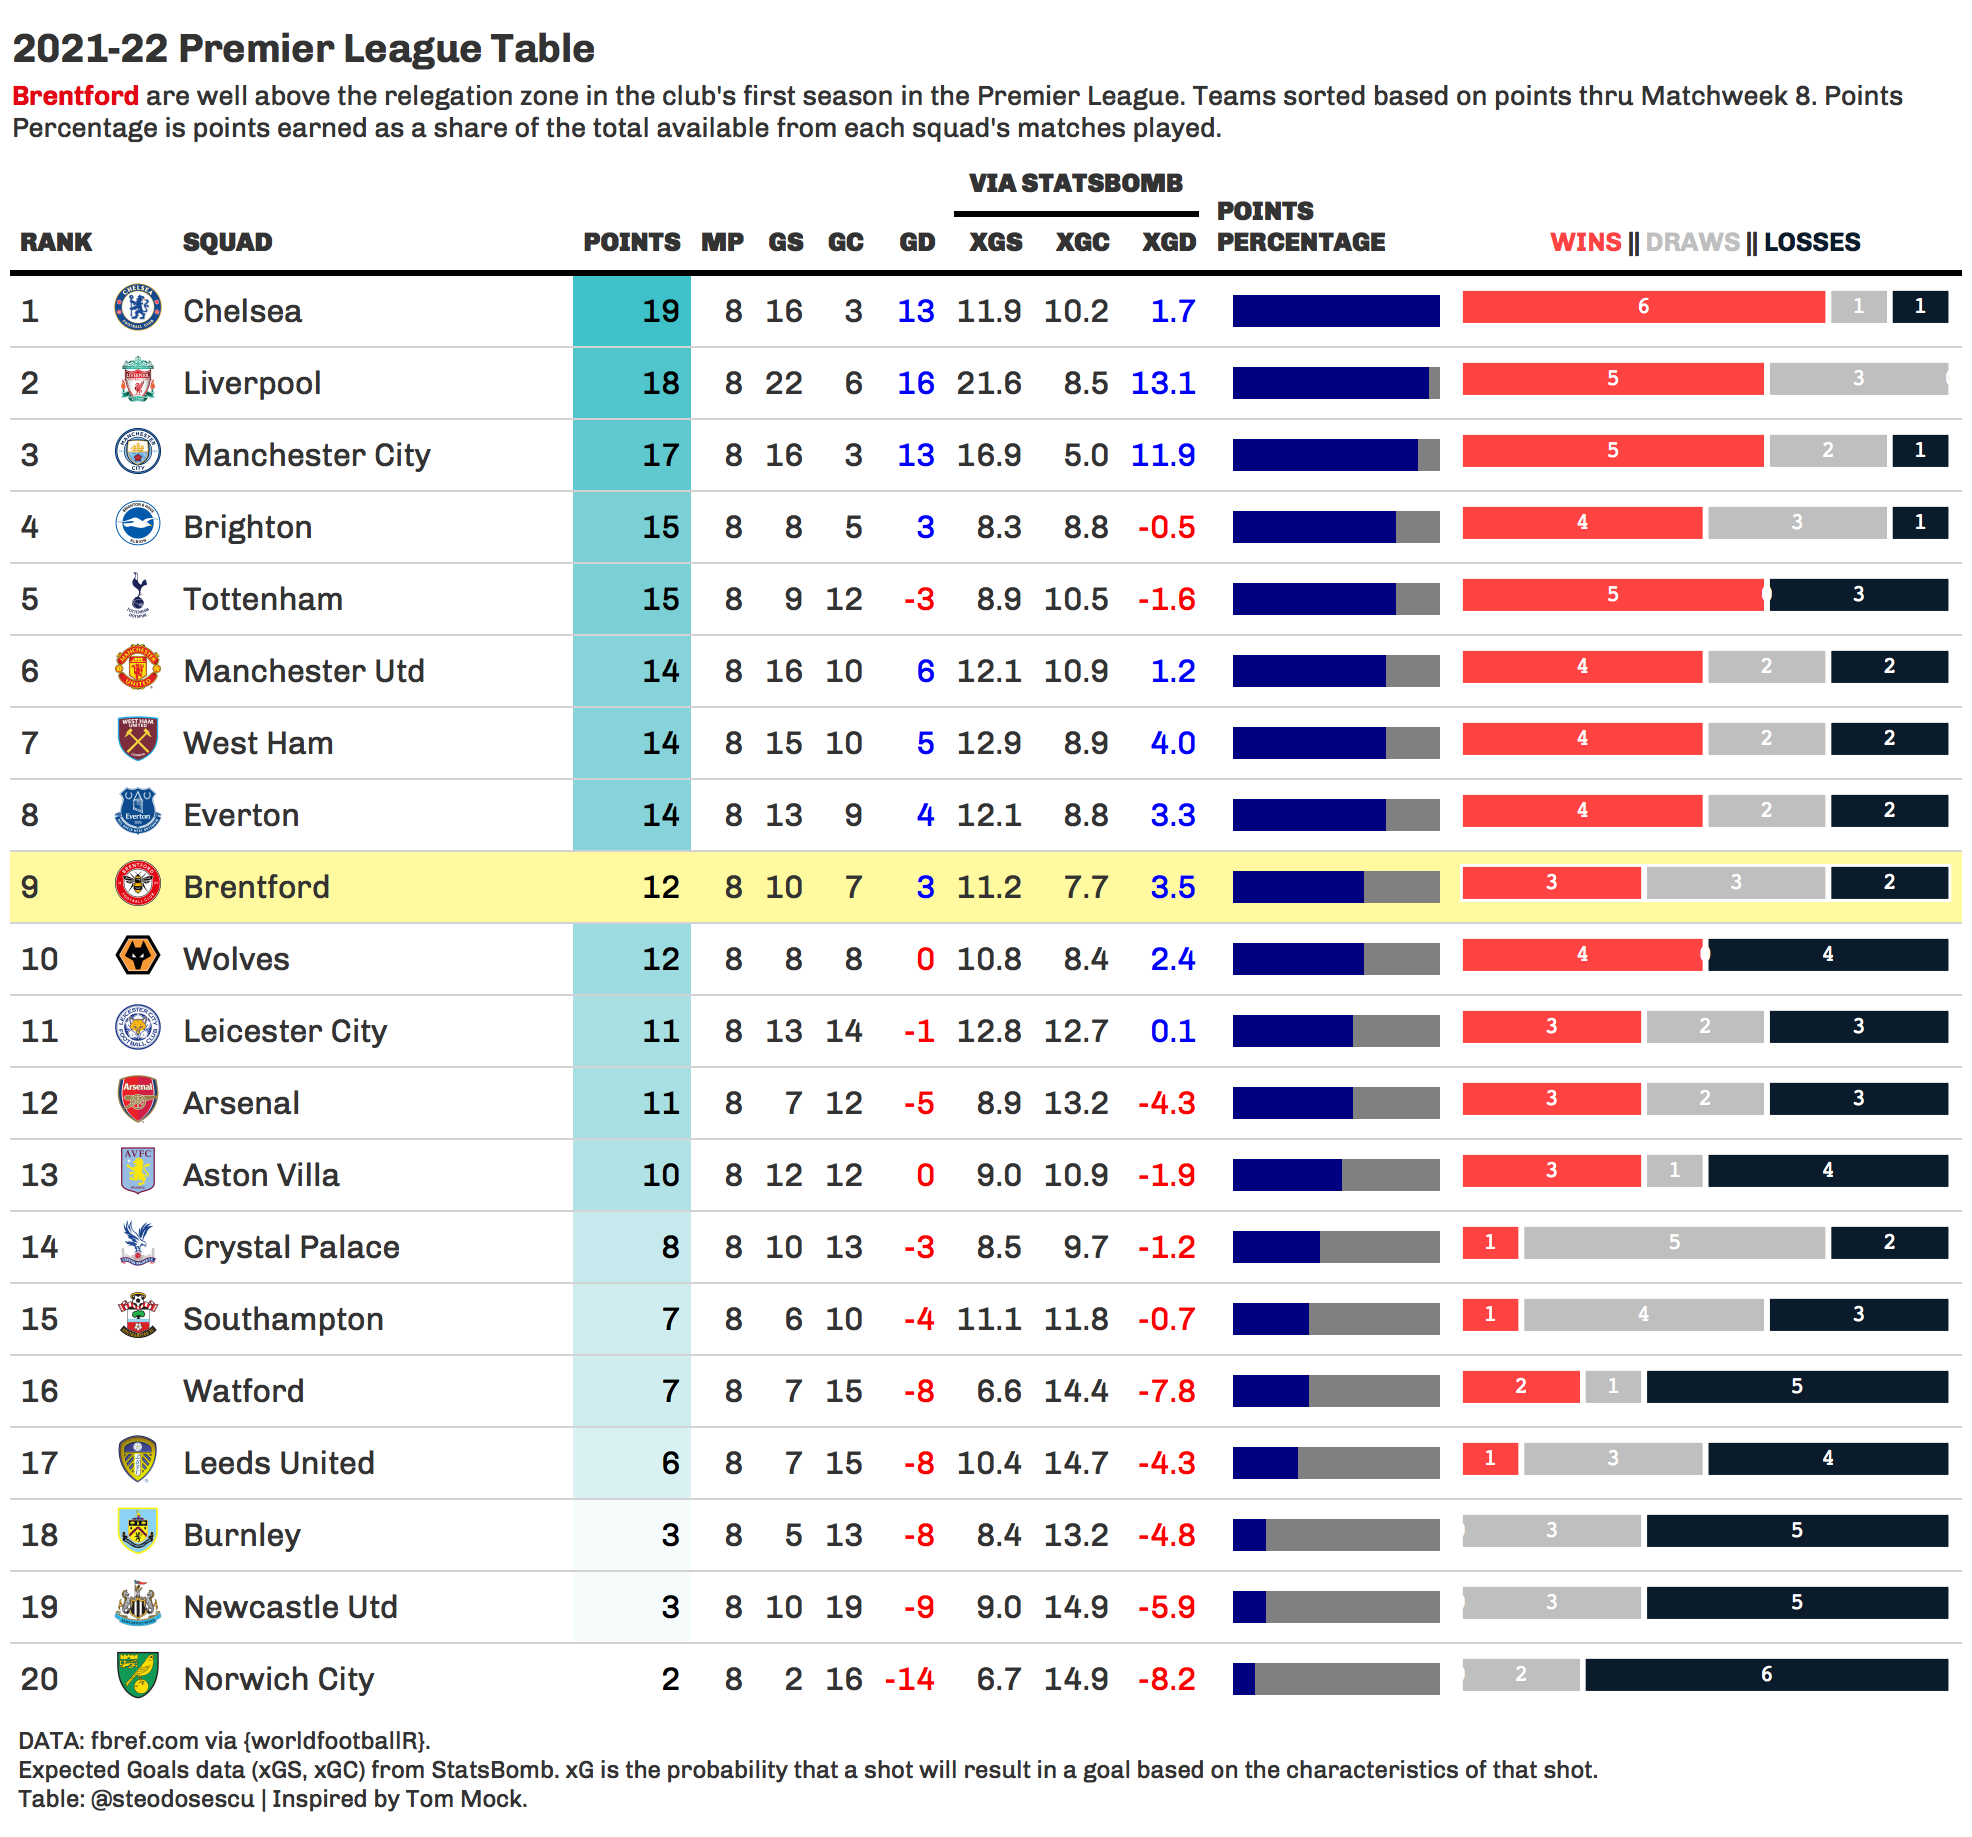 2021-22 Premier League Table
Brentford are well above the relegation zone in the club's first season in the Premier League. Teams sorted based on points thru Matchweek 8. Points
Percentage is points earned as a share of the total available from each squad's matches played.
VIA STATSBOMB
RANK SQUAD POINTS MP GS GC GD XGS XGC XGD POINTS PERCENTAGE WINS || DRAWS || LOSSES
1 Chelsea 19 8 16 3 13 11.9 10.2 1.7 6 1 1
2 Liverpool 18 8 22 6 16 21.6 8.5 13.1 5 3
3 Manchester City 17 8 16 3 13 16.9 5.0 11.9 5 2 1
4 Brighton 15 8 8 5 3 8.3 8.8 -0.5 4 3 1
5 Tottenham 15 8 9 12 -3 8.9 10.5 -1.6 5 0 3
6 Manchester Utd 14 8 16 10 6 12.1 10.9 1.2 4 2 2
7 West Ham 14 8 15 10 5 12.9 8.9 4.0 4 2 2
8 Everton 14 8 13 9 4 12.1 8.8 3.3 4 2 2
9 Brentford 12 8 10 7 3 11.2 7.7 3.5 3 3 2
10 Wolves 12 8 8 8 0 10.8 8.4 2.4 4 0 4
11 Leicester City 11 8 13 14 -1 12.8 12.7 0.1 3 2 3
12 Arsenal 11 8 7 12 -5 8.9 13.2 -4.3 3 2 3
13 Aston Villa 10 8 12 12 0 9.0 10.9 -1.9 3 1 4
14 Crystal Palace 8 8 10 13 -3 8.5 9.7 -1.2 1 5 2
15 Southampton 7 8 6 10 -4 11.1 11.8 -0.7 1 4 3
16 Watford 7 8 7 15 -8 6.6 14.4 -7.8 2 1 5
17 Leeds United 6 8 7 15 -8 10.4 14.7 -4.3 1 3 4
18 Burnley 3 8 5 13 -8 8.4 13.2 -4.8 3 5
19 Newcastle Utd 3 8 10 19 -9 9.0 14.9 -5.9 3 5
20 Norwich City 2 8 2 16 -14 6.7 14.9 -8.2 2 6
DATA: fbref.com via {worldfootballR}.
Expected Goals data (xGS, xGC) from StatsBomb. xG is the probability that a shot will result in a goal based on the characteristics of that shot.
Table: @steodosescu | Inspired by Tom Mock.